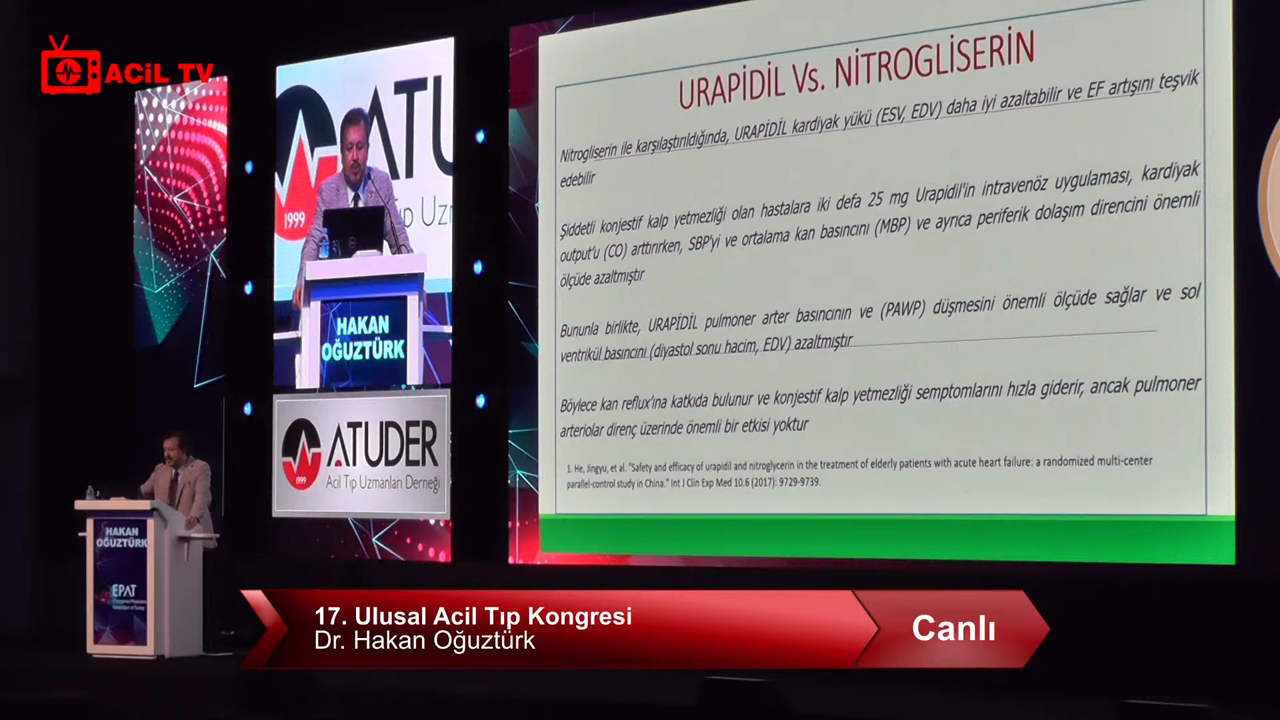 ACiL TV
ATU
1999
Tıp Uz
HAKAN
OĞUZTÜRK
ATUDER
1999
Acil Tıp Uzmanları Derneği
HAKAN
OĞUZTÜRK
EPAT
URAPİDİL Vs. NİTROGLİSERİN
Nitrogliserin ile karşılaştırıldığında, URAPİDİL kardiyak yükü (ESV, EDV) daha iyi azaltabilir ve EF artışını teşvik
edebilir
Şiddetli konjestif kalp yetmezliği olan hastalara iki defa 25 mg Urapidil'in intravenöz uygulaması, kardiyak
output'u (CO) arttırırken, SBP'yi ve ortalama kan basıncını (MBP) ve ayrıca periferik dolaşım direncini önemli
ölçüde azaltmıştır
Bununla birlikte, URAPİDİL pulmoner arter basıncının ve (PAWP) düşmesini önemli ölçüde sağlar ve sol
ventrikül basıncını (diyastol sonu hacim, EDV) azaltmıştır
Böylece kan reflux'ına katkıda bulunur ve konjestif kalp yetmezliği semptomlarını hızla giderir, ancak pulmoner
arteriolar direnç üzerinde önemli bir etkisi yoktur
1. He, Jingyu, et al. "Safety and efficacy of urapidil and nitroglycerin in the treatment of elderly patients with acute heart failure: a randomized multi-center
parallel-control study in China." Int J Clin Exp Med 10.6 (2017): 9729-9739.
17. Ulusal Acil Tıp Kongresi
Dr. Hakan Oğuztürk
Canlı